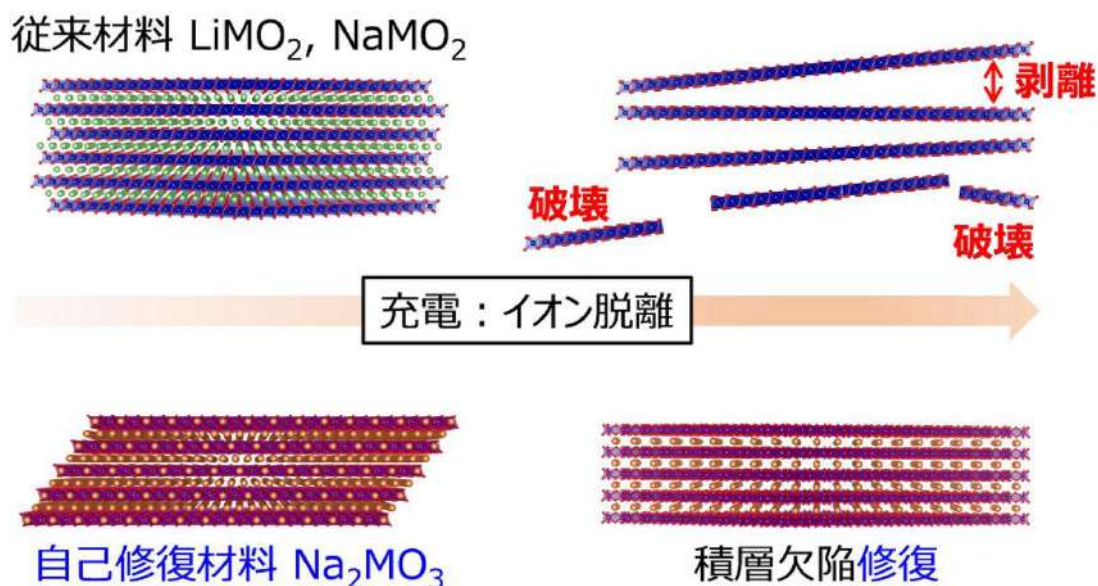 従来材料 LiMO₂, NaMO₂
剥離
破壊
破壊
充電：イオン脱離
自己修復材料 Na₂MO₃
積層欠陥修復